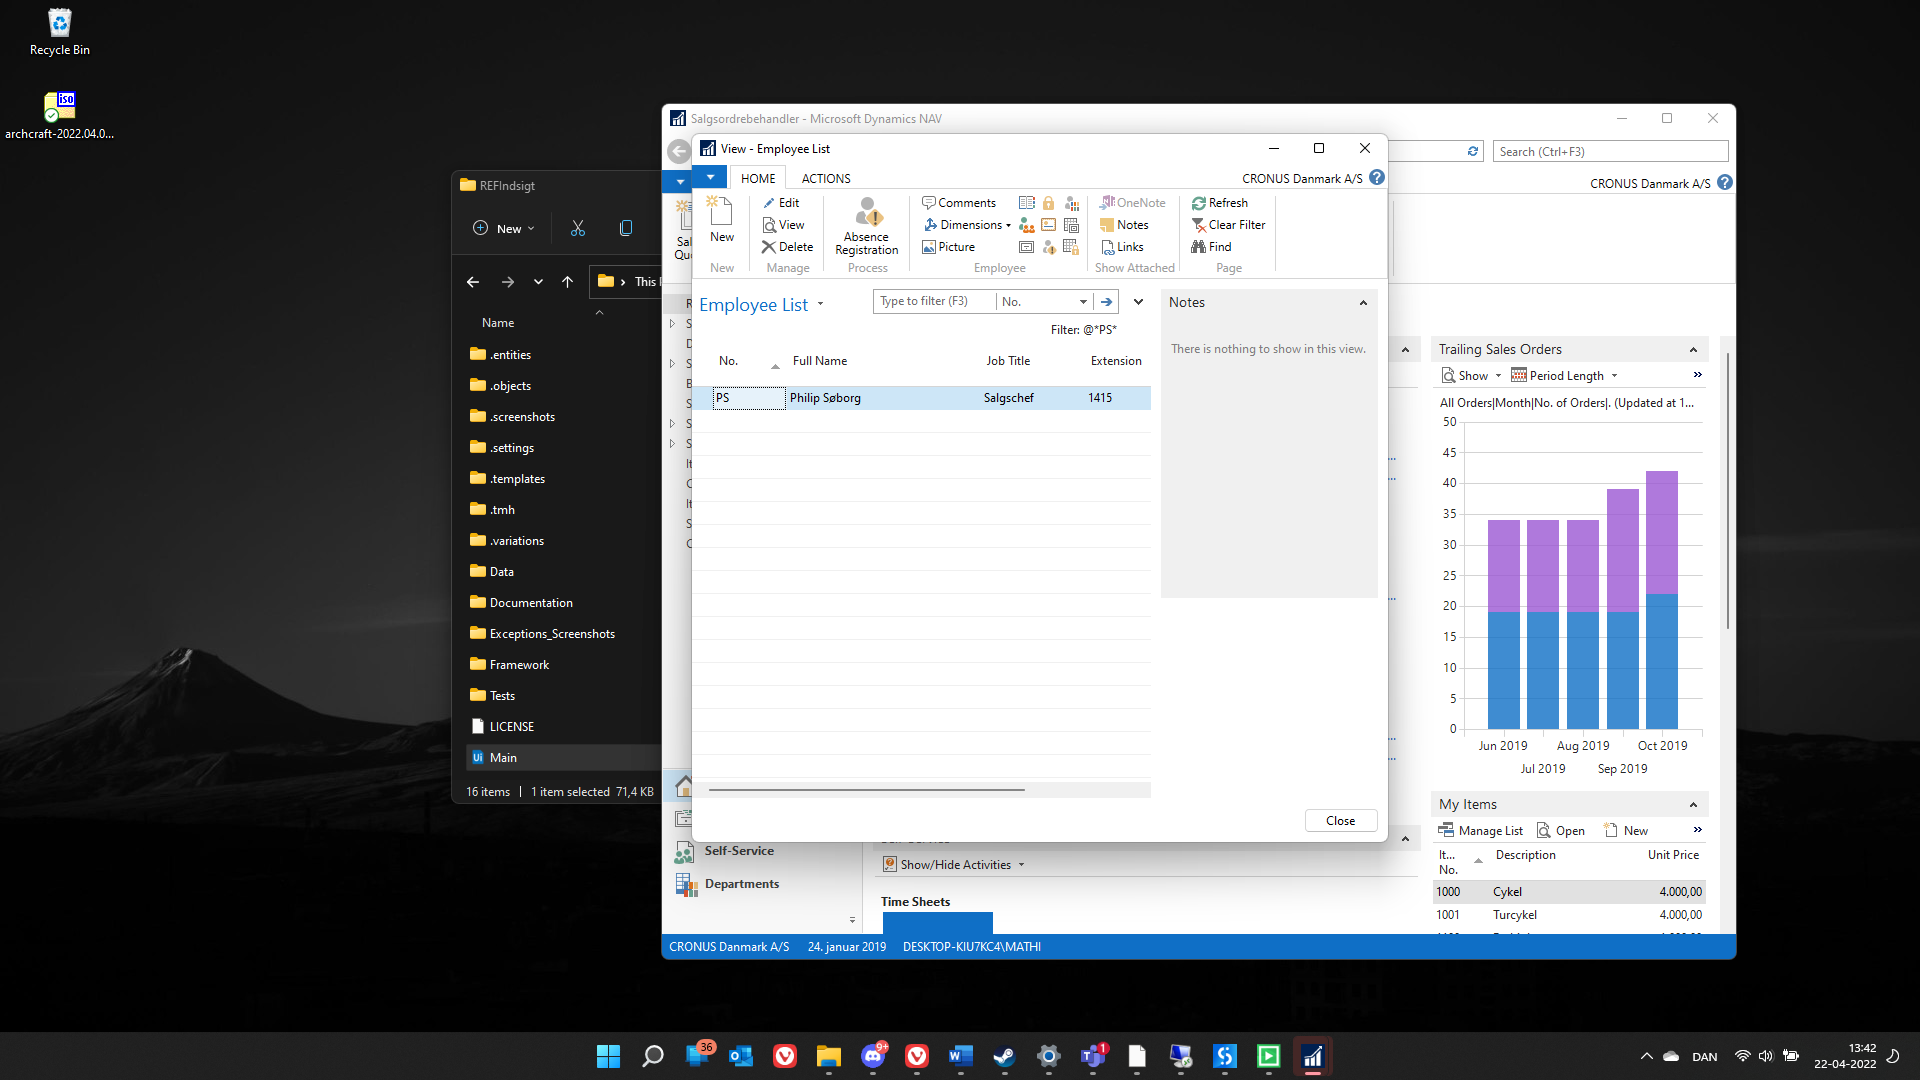 Recycle Bin
archcraft-2022.04.0...
REFIndsigt
New
This
Name
.entities
.objects
.screenshots
.settings
.templates
.tmh
.variations
Data
Documentation
Exceptions_Screenshots
Framework
Tests
LICENSE
Main
16 items | 1 item selected 71,4 KB
Salgsordrebehandler - Microsoft Dynamics NAV
Search (Ctrl+F3)
CRONUS Danmark A/S
View - Employee List
HOME ACTIONS
CRONUS Danmark A/S
New
New
Edit
View
Delete
Manage
Absence
Registration
Process
Comments
Dimensions
Picture
Employee
OneNote
Notes
Links
Show Attached
Refresh
Clear Filter
Find
Page
Employee List
Type to filter (F3) No.
Filter: @*PS*
No. Full Name Job Title Extension
PS Philip Søborg Salgschef 1415
Notes
There is nothing to show in this view.
Close
Trailing Sales Orders
Show Period Length
All Orders|Month|No. of Orders|. (Updated at 1...
50
45
40
35
30
25
20
15
10
5
0
Jun 2019 Aug 2019 Oct 2019
Jul 2019 Sep 2019
My Items
Manage List Open New
It... Description Unit Price
No.
1000 Cykel 4.000,00
1001 Turcykel 4.000,00
Self-Service
Departments
Show/Hide Activities
Time Sheets
CRONUS Danmark A/S 24. januar 2019 DESKTOP-KIU7KC4\MATHI
36
9+
1
DAN
13:42
22-04-2022